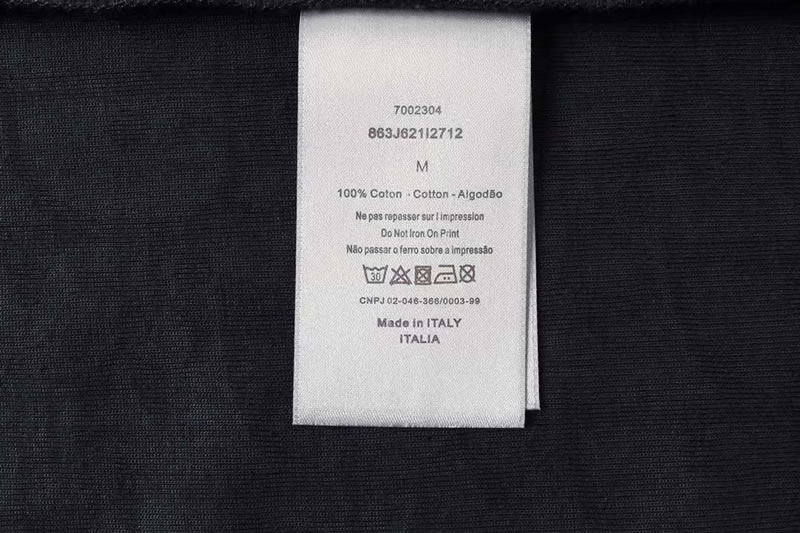 7002304
863J621I2712
M
100% Coton · Cotton - Algodão
Ne pas repasser sur l impression
Do Not Iron On Print
Não passar o ferro sobre a impressão
30
CNPJ 02-046-366/0003-99
Made in ITALY
ITALIA